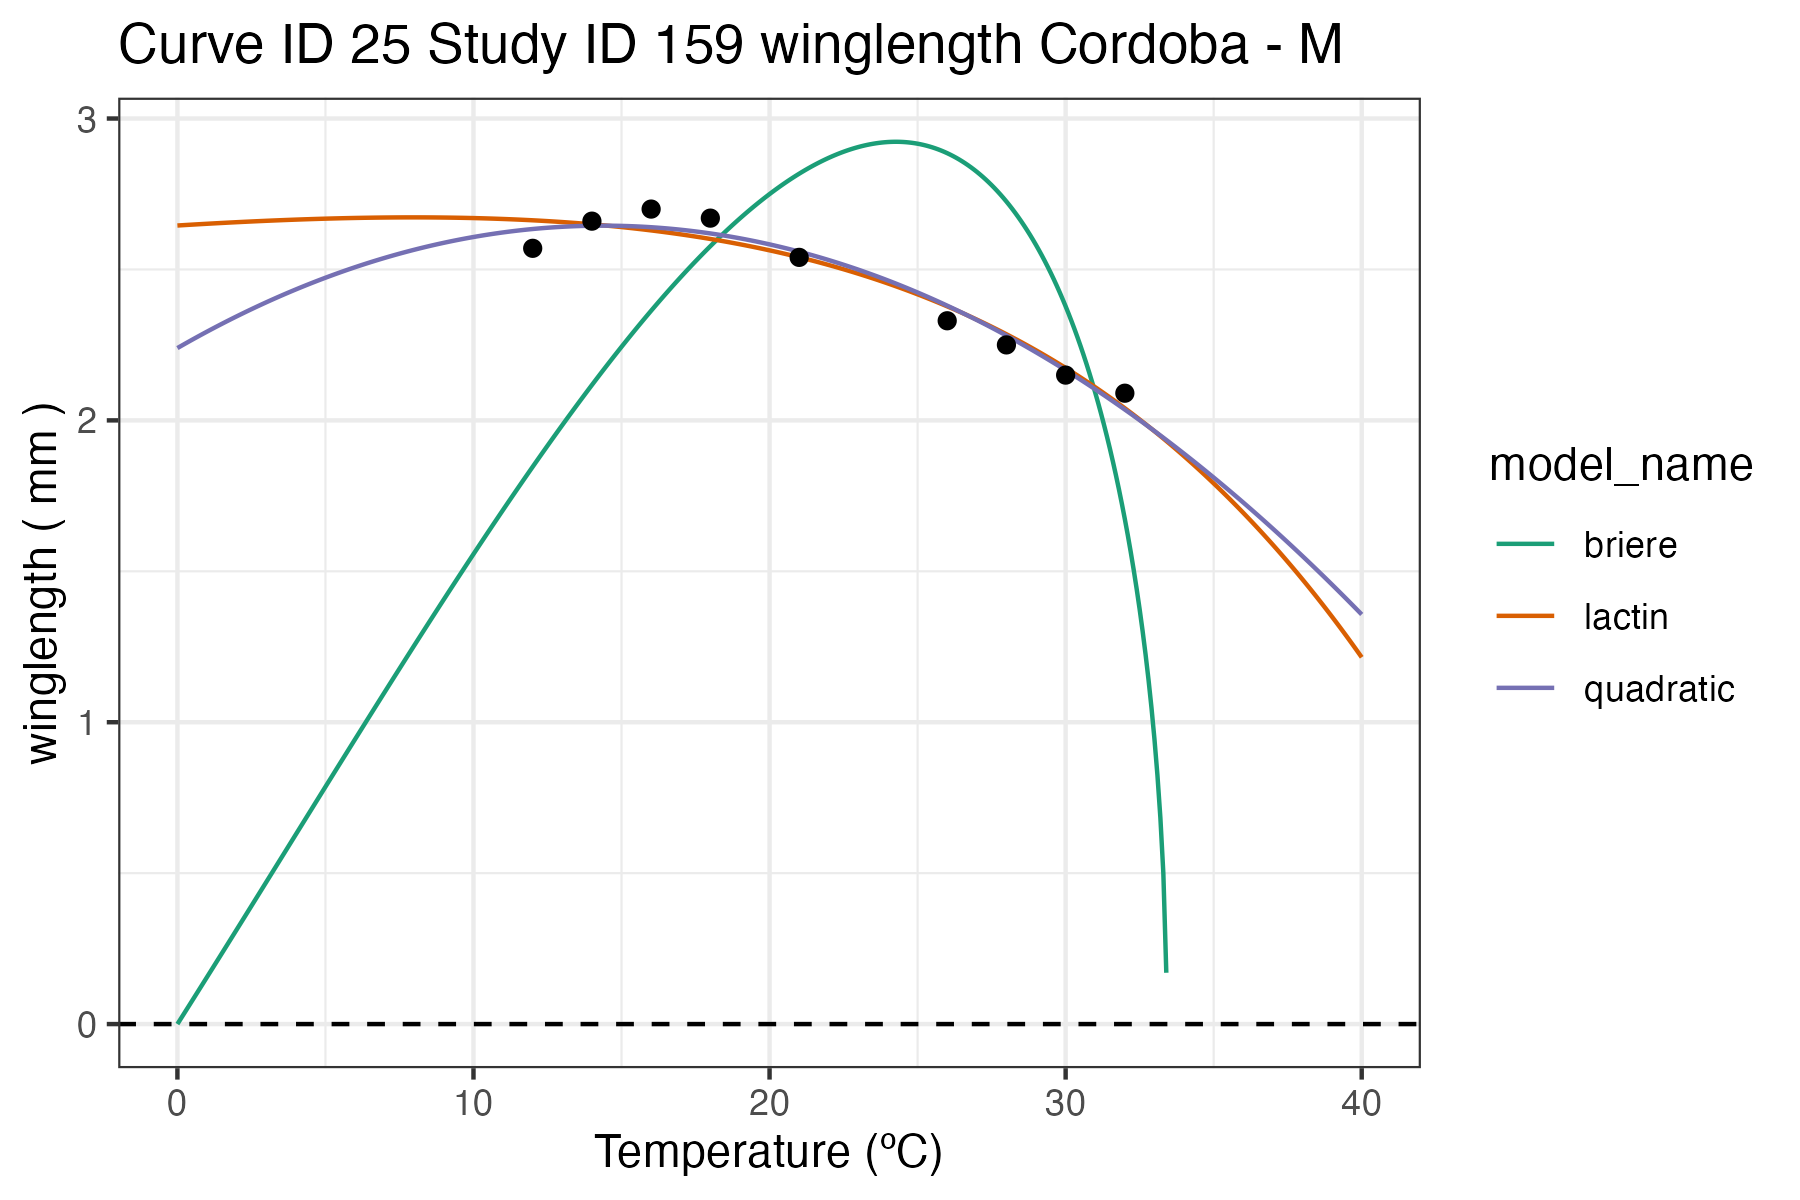 Curve ID 25 Study ID 159 winglength Cordoba - M
winglength ( mm )
3
2
1
0
0 10 20 30 40
Temperature (ºC)
model_name
briere
lactin
quadratic